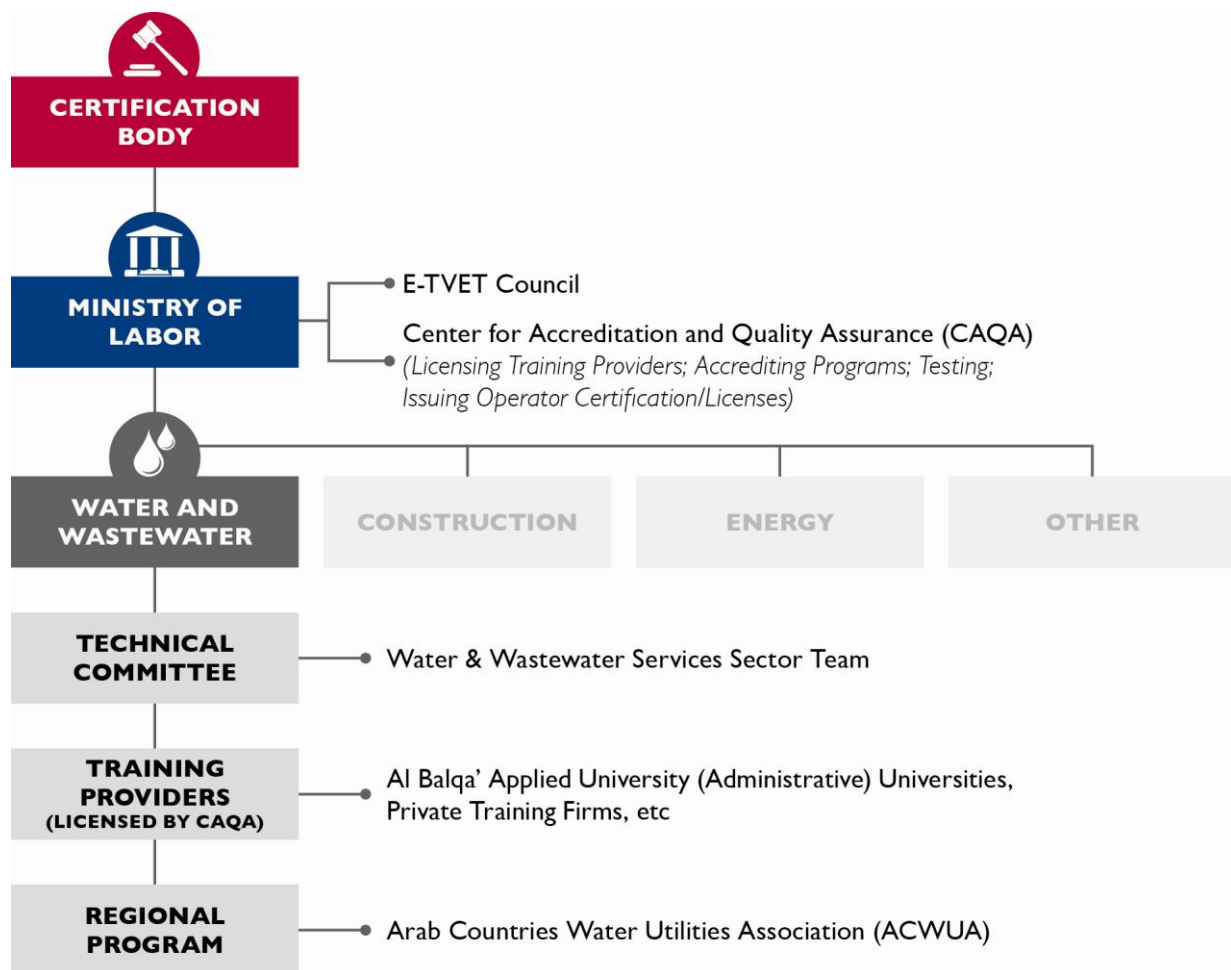 CERTIFICATION
BODY
MINISTRY OF
LABOR
E-TVET Council
Center for Accreditation and Quality Assurance (CAQA)
(Licensing Training Providers; Accrediting Programs; Testing;
Issuing Operator Certification/Licenses)
WATER AND
WASTEWATER
CONSTRUCTION
ENERGY
OTHER
TECHNICAL
COMMITTEE
Water & Wastewater Services Sector Team
TRAINING
PROVIDERS
(LICENSED BY CAQA)
Al Balqa’ Applied University (Administrative) Universities,
Private Training Firms, etc
REGIONAL
PROGRAM
Arab Countries Water Utilities Association (ACWUA)